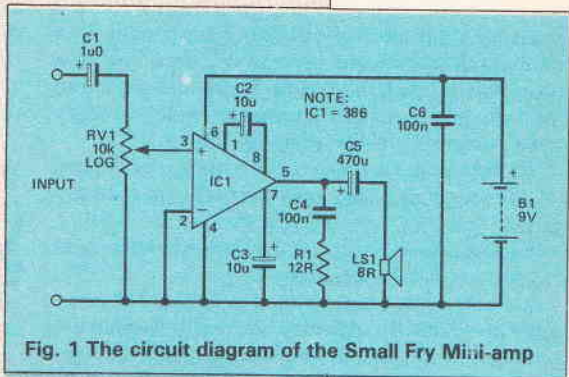 C1
1u0
+
RV1
10k
LOG
INPUT
3
+
6
1
C2
10u
+
8
IC1
−
2
4
7
5
NOTE:
IC1 = 386
C3
10u
+
C4
100n
R1
12R
C5
470u
+
LS1
8R
C6
100n
+
B1
9V
Fig. 1 The circuit diagram of the Small Fry Mini-amp